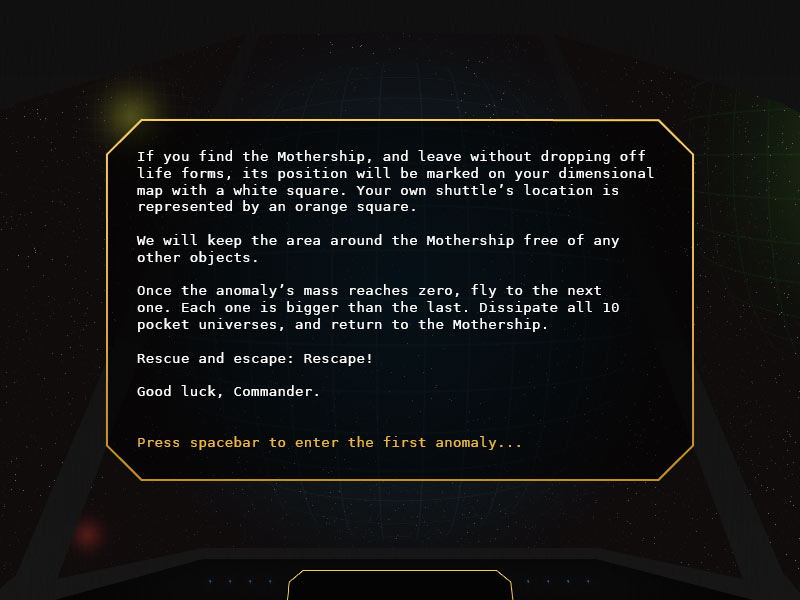 If you find the Mothership, and leave without dropping off
life forms, its position will be marked on your dimensional
map with a white square. Your own shuttle’s location is
represented by an orange square.
We will keep the area around the Mothership free of any
other objects.
Once the anomaly’s mass reaches zero, fly to the next
one. Each one is bigger than the last. Dissipate all 10
pocket universes, and return to the Mothership.
Rescue and escape: Rescape!
Good luck, Commander.
Press spacebar to enter the first anomaly...